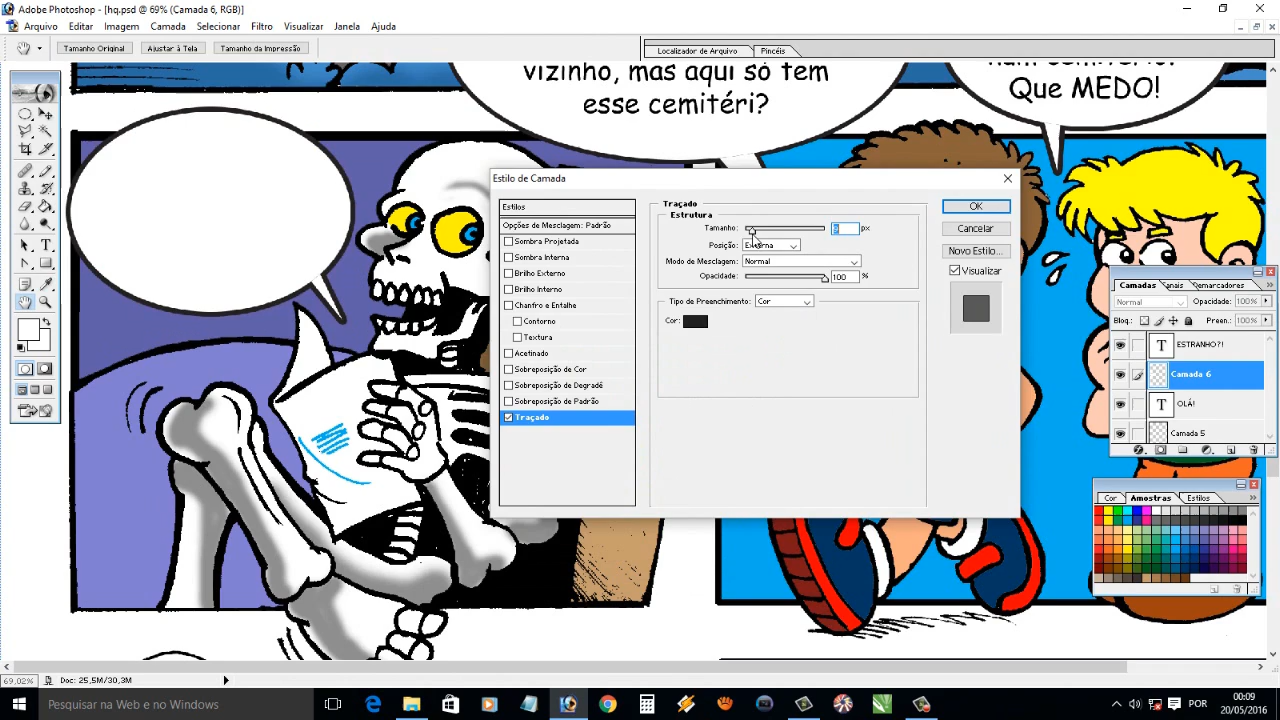 Adobe Photoshop - [hq.psd @ 69% (Camada 6, RGB)]
Arquivo Editar Imagem Camada Selecionar Filtro Visualizar Janela Ajuda
Tamanho Original Ajustar à Tela Tamanho da Impressão
Localizador de Arquivo Pincéis
vizinho, mas aqui só tem
esse cemitéri?
num cemitério!
Que MEDO!
Estilo de Camada
Estilos
Opções de Mesclagem: Padrão
Sombra Projetada
Sombra Interna
Brilho Externo
Brilho Interno
Chanfro e Entalhe
Contorno
Textura
Acetinado
Sobreposição de Cor
Sobreposição de Degradê
Sobreposição de Padrão
Traçado
Traçado
Estrutura
Tamanho: px
Posição: Externa
Modo de Mesclagem: Normal
Opacidade: 100 %
Tipo de Preenchimento: Cor
Cor:
OK
Cancelar
Novo Estilo...
Visualizar
Camadas Canais Demarcadores
Normal Opacidade: 100%
Bloq.: Preen.: 100%
T ESTRANHO?!
Camada 6
T OLÁ!
Camada 5
Cor Amostras Estilos
69,02% Doc: 25,5M/30,3M
Pesquisar na Web e no Windows
POR
00:09
20/05/2016